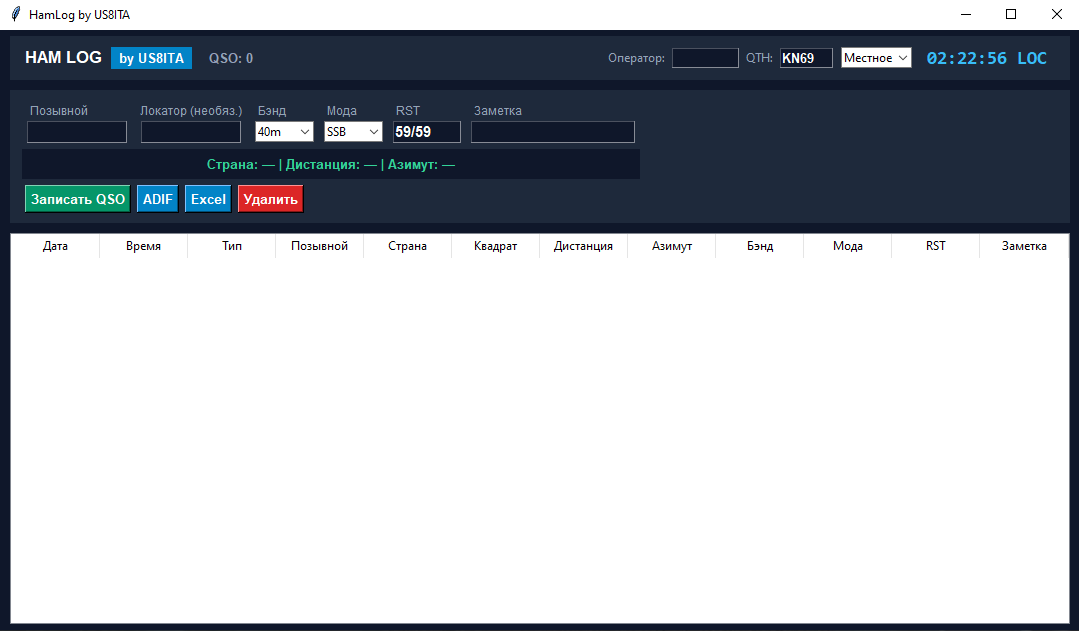 HamLog by US8ITA
HAM LOG by US8ITA QSO: 0 Оператор: QTH: KN69 Местное 02:22:56 LOC
Позывной Локатор (необяз.) Бэнд Мода RST Заметка
40m SSB 59/59
Страна: — | Дистанция: — | Азимут: —
Записать QSO ADIF Excel Удалить
Дата Время Тип Позывной Страна Квадрат Дистанция Азимут Бэнд Мода RST Заметка